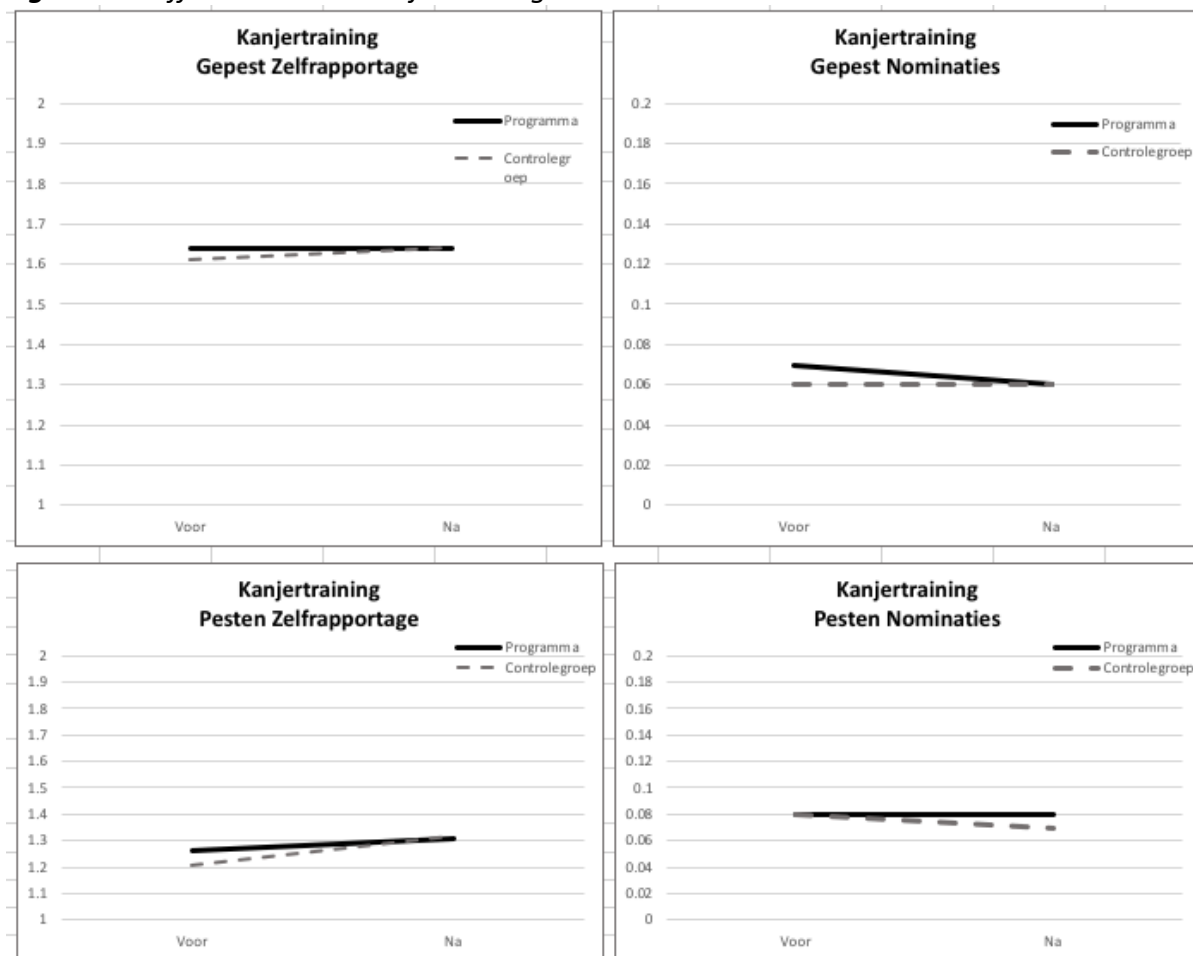 Kanjertraining
Gepest Zelfrapportage
Programma
Controlegr
oep
2
1.9
1.8
1.7
1.6
1.5
1.4
1.3
1.2
1.1
1
Voor Na
Kanjertraining
Gepest Nominaties
Programma
Controlegroep
0.2
0.18
0.16
0.14
0.12
0.1
0.08
0.06
0.04
0.02
0
Voor Na
Kanjertraining
Pesten Zelfrapportage
Programma
Controlegroep
2
1.9
1.8
1.7
1.6
1.5
1.4
1.3
1.2
1.1
1
Voor Na
Kanjertraining
Pesten Nominaties
Programma
Controlegroep
0.2
0.18
0.16
0.14
0.12
0.1
0.08
0.06
0.04
0.02
0
Voor Na